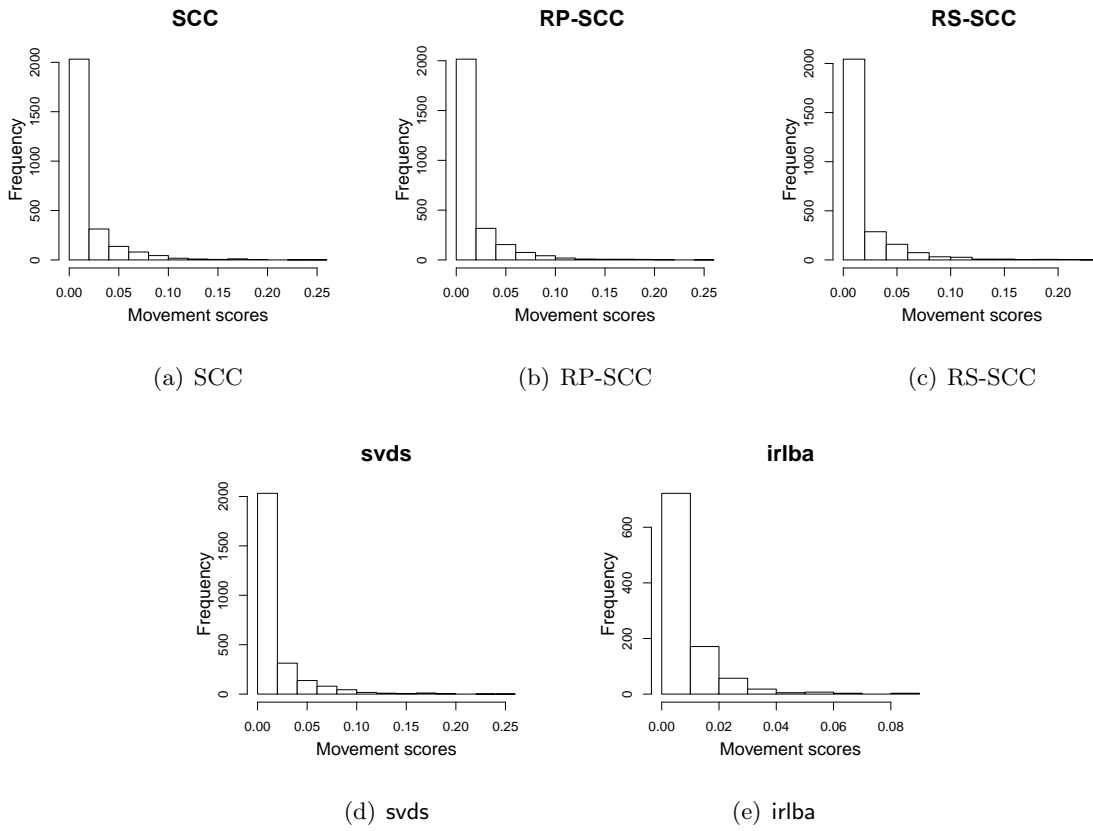 SCC
Frequency
2000
1500
1000
500
0
0.00 0.05 0.10 0.15 0.20 0.25
Movement scores
(a) SCC
RP-SCC
Frequency
2000
1500
1000
500
0
0.00 0.05 0.10 0.15 0.20 0.25
Movement scores
(b) RP-SCC
RS-SCC
Frequency
2000
1500
1000
500
0
0.00 0.05 0.10 0.15 0.20
Movement scores
(c) RS-SCC
svds
Frequency
2000
1500
1000
500
0
0.00 0.05 0.10 0.15 0.20 0.25
Movement scores
(d) svds
irlba
Frequency
600
400
200
0
0.00 0.02 0.04 0.06 0.08
Movement scores
(e) irlba